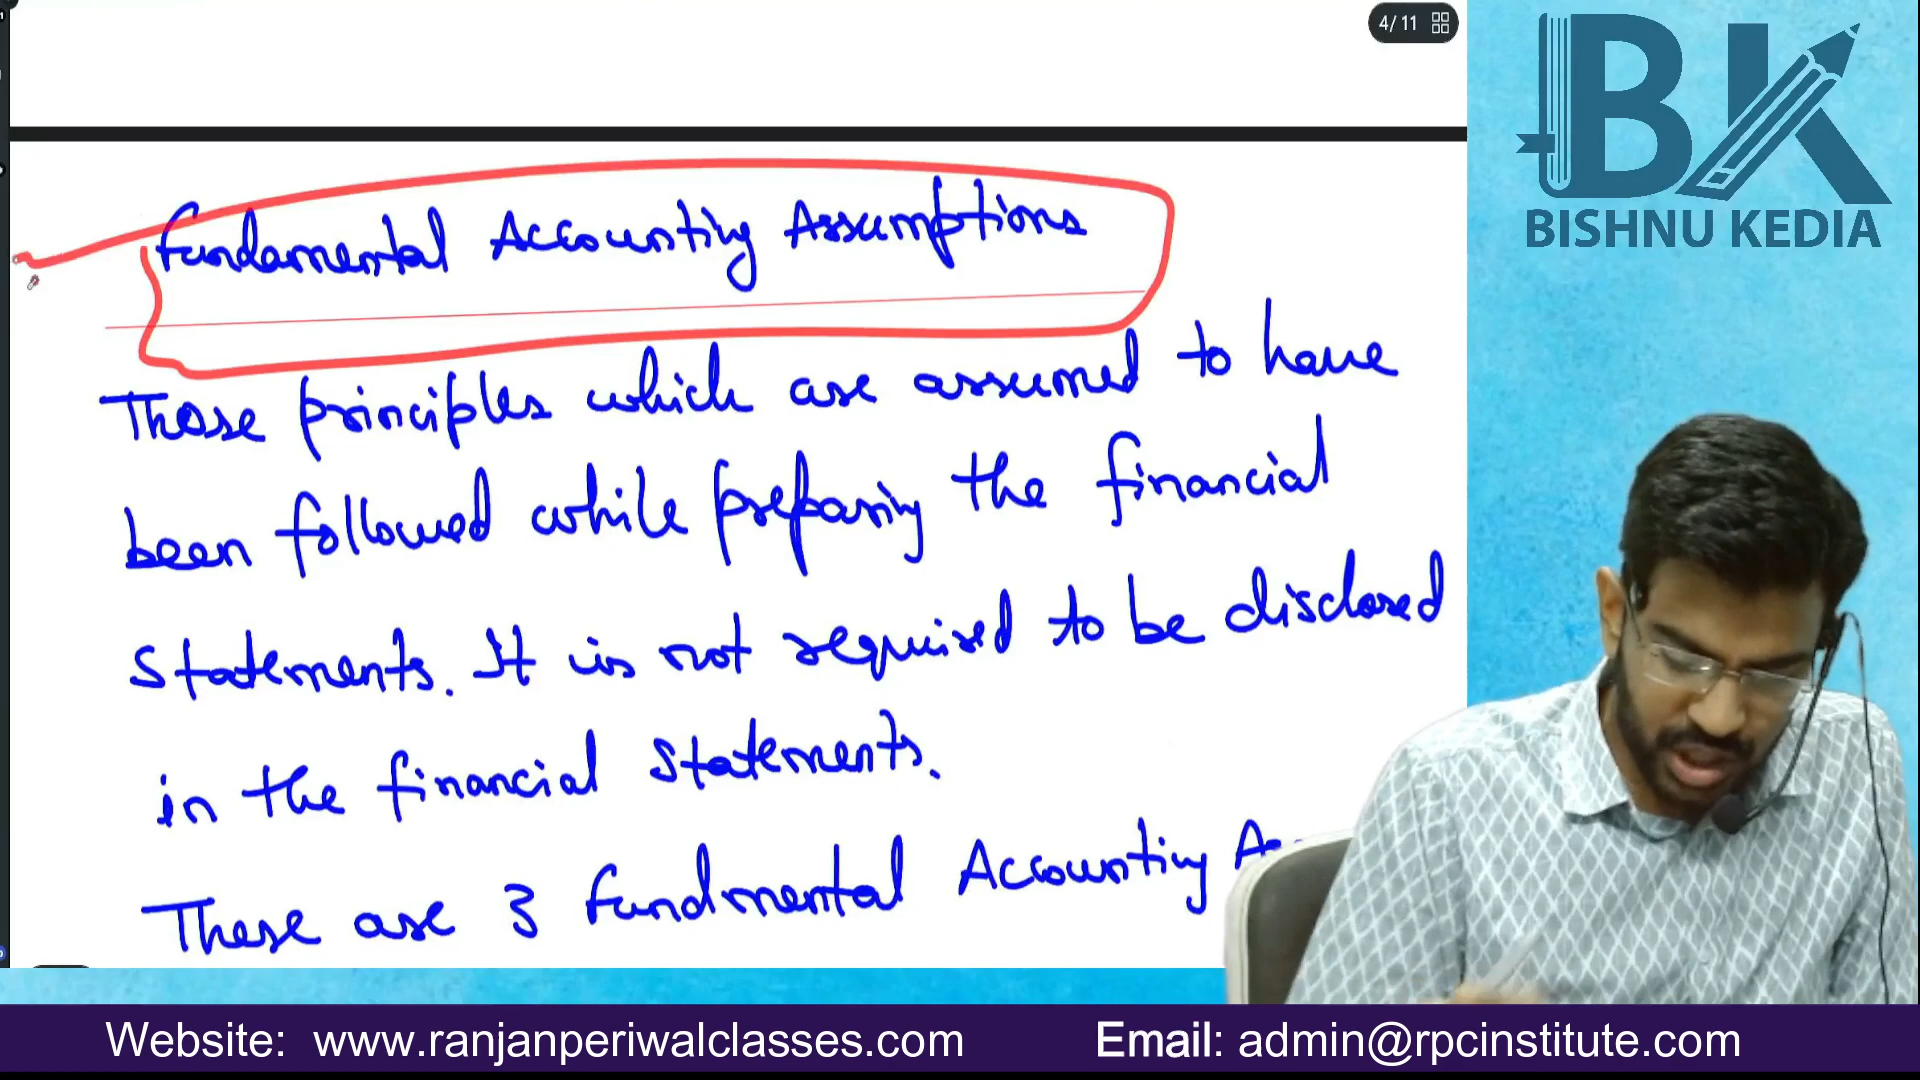 4/11
BK
BISHNU KEDIA
Fundamental Accounting Assumptions
Those principles which are assumed to have
been followed while preparing the financial
statements. It is not required to be disclosed
in the financial statements.
These are 3 fundmental Accounting
Website: www.ranjanperiwalclasses.com Email: admin@rpcinstitute.com